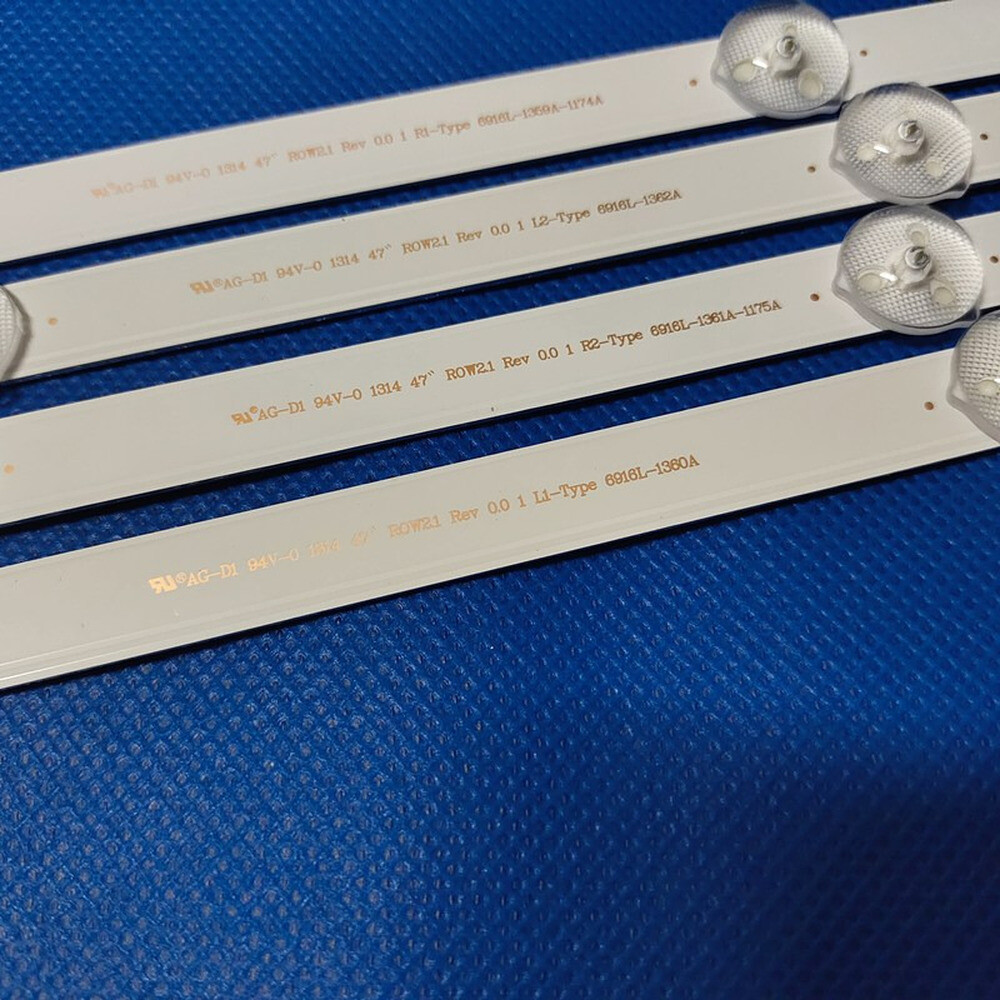 AG-D1 94V-0 1314 47" ROW2.1 Rev 0.0 1 R1-Type 6916L-1359A-1174A
®AG-D1 94V-0 1314 47" ROW2.1 Rev 0.0 1 L2-Type 6916L-1362A
®AG-D1 94V-0 1314 47" ROW2.1 Rev 0.0 1 R2-Type 6916L-1361A-1175A
®AG-D1 94V-0 1314 47" ROW2.1 Rev 0.0 1 L1-Type 6916L-1360A